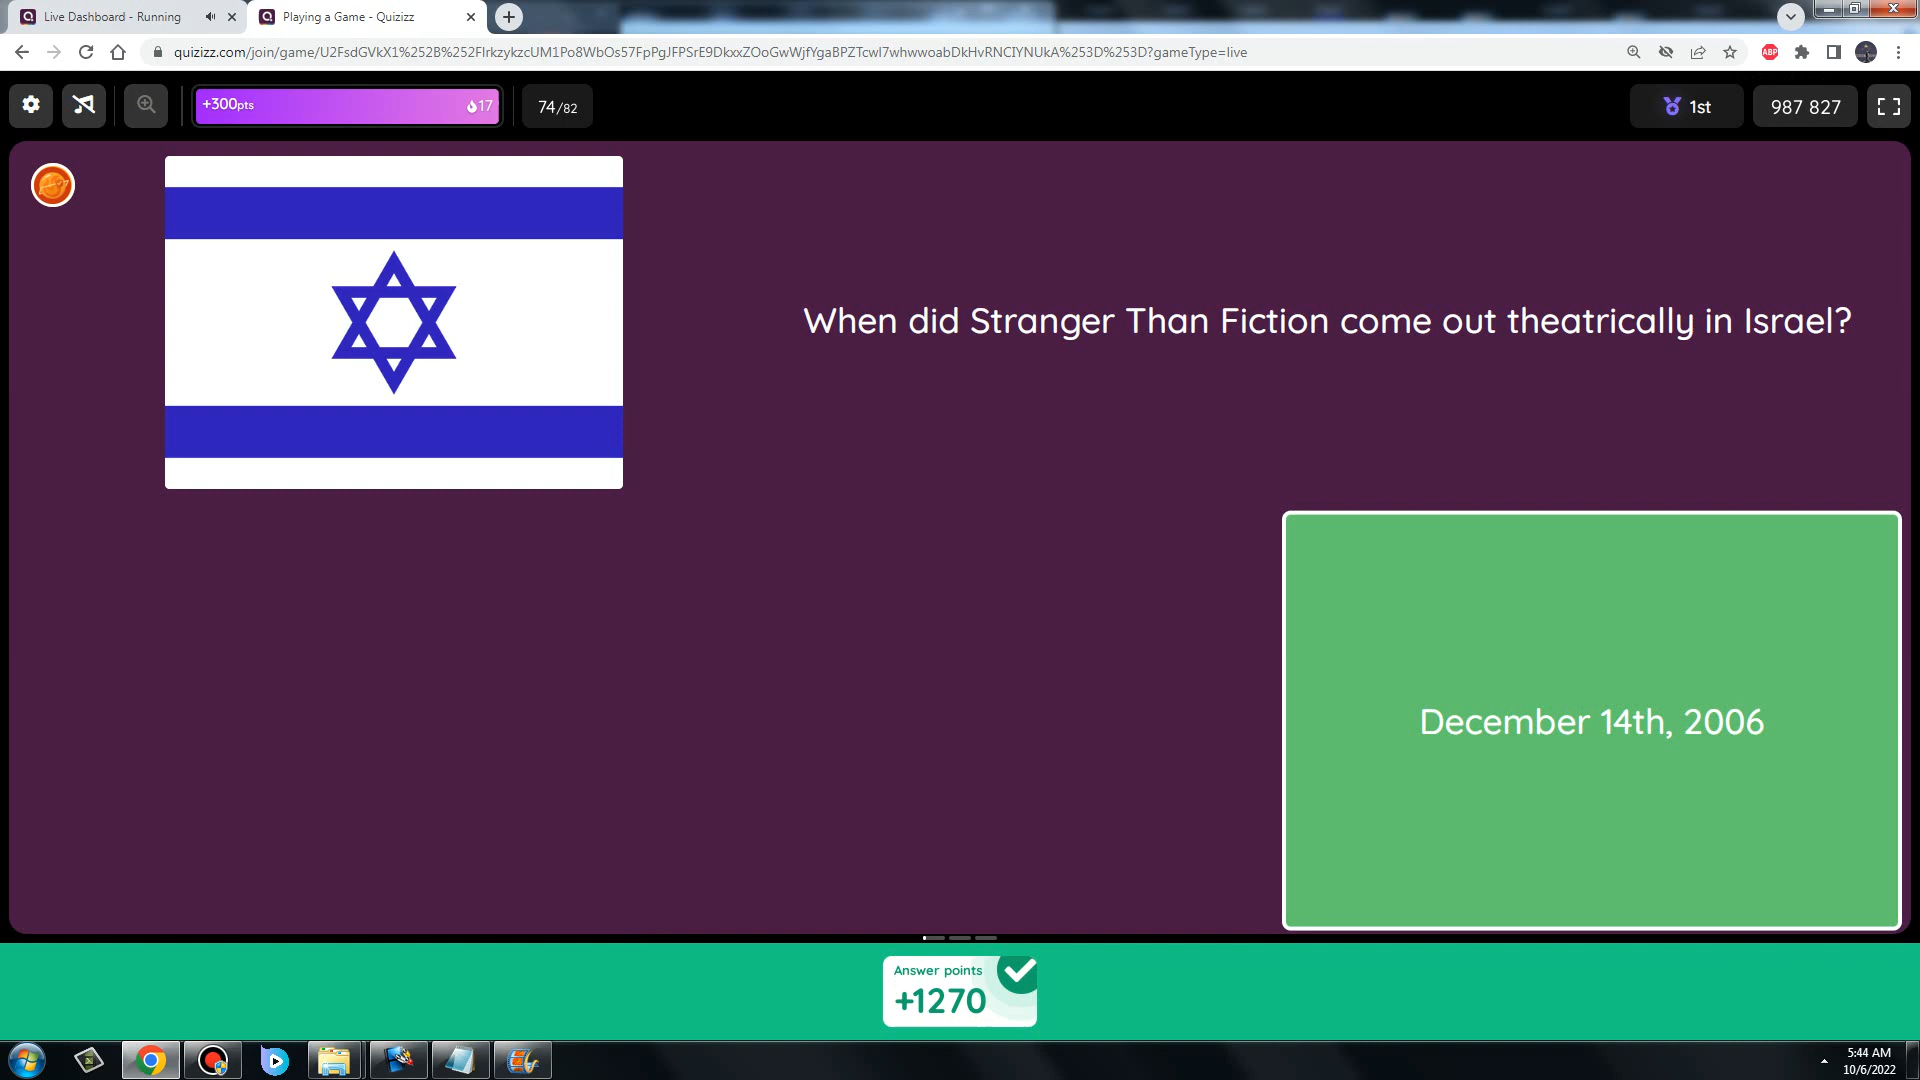 Live Dashboard - Running
Playing a Game - Quizizz
quizizz.com/join/game/U2FsdGVkX1%252B%252FIrkzykzcUM1Po8WbOs57FpPgJFPSrE9DkxxZOoGwWjfYgaBPZTcwI7whwwoabDkHvRNCIYNUkA%253D%253D?gameType=live
ABP
+300pts
17
74/82
1st
987 827
When did Stranger Than Fiction come out theatrically in Israel?
December 14th, 2006
Answer points
+1270
5:44 AM
10/6/2022